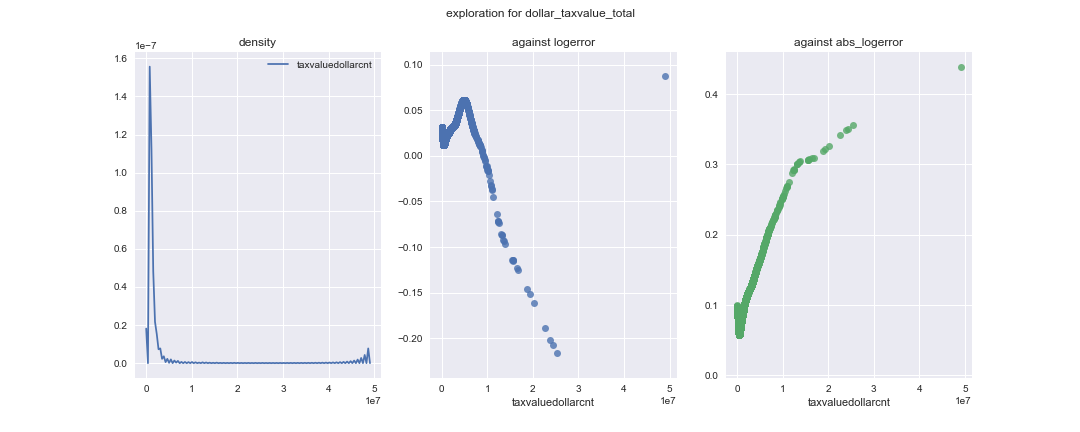 exploration for dollar_taxvalue_total
density
1e−7
1.6
1.4
1.2
1.0
0.8
0.6
0.4
0.2
0.0
taxvaluedollarcnt
0 1 2 3 4 5
1e7
against logerror
0.10
0.05
0.00
−0.05
−0.10
−0.15
−0.20
0 1 2 3 4 5
1e7
taxvaluedollarcnt
against abs_logerror
0.4
0.3
0.2
0.1
0.0
0 1 2 3 4 5
1e7
taxvaluedollarcnt